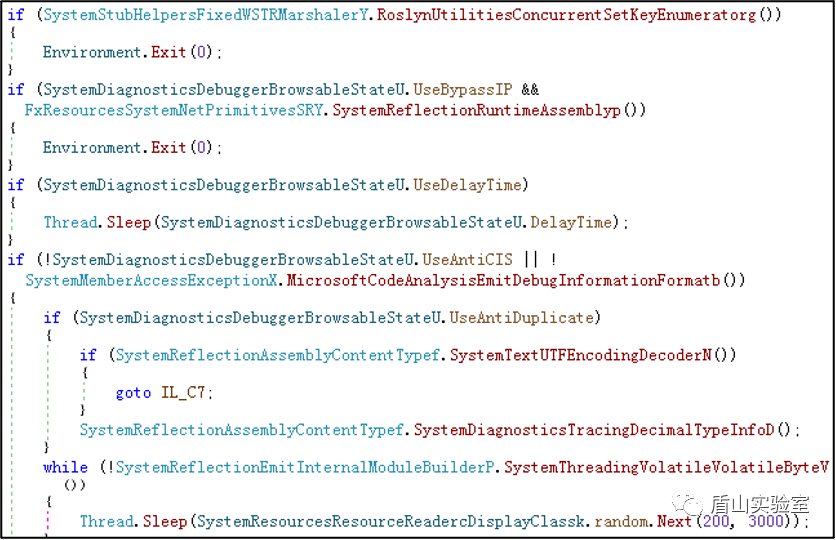 if (SystemStubHelpersFixedWSTRMarshalerY.RoslynUtilitiesConcurrentSetKeyEnumeratorg())
{
Environment.Exit(0);
}
if (SystemDiagnosticsDebuggerBrowsableStateU.UseBypassIP &&
FxResourcesSystemNetPrimitivesSRY.SystemReflectionRuntimeAssemblyp())
{
Environment.Exit(0);
}
if (SystemDiagnosticsDebuggerBrowsableStateU.UseDelayTime)
{
Thread.Sleep(SystemDiagnosticsDebuggerBrowsableStateU.DelayTime);
}
if (!SystemDiagnosticsDebuggerBrowsableStateU.UseAntiCIS || !
SystemMemberAccessExceptionX.MicrosoftCodeAnalysisEmitDebugInformationFormatb())
{
if (SystemDiagnosticsDebuggerBrowsableStateU.UseAntiDuplicate)
{
if (SystemReflectionAssemblyContentTypef.SystemTextUTFEncodingDecoderN())
{
goto IL_C7;
}
SystemReflectionAssemblyContentTypef.SystemDiagnosticsTracingDecimalTypeInfoD();
}
while (!SystemReflectionEmitInternalModuleBuilderP.SystemThreadingVolatileVolatileByteV
())
{
Thread.Sleep(SystemResourcesResourceReadercDisplayClassk.random.Next(200, 3000));
盾山实验室